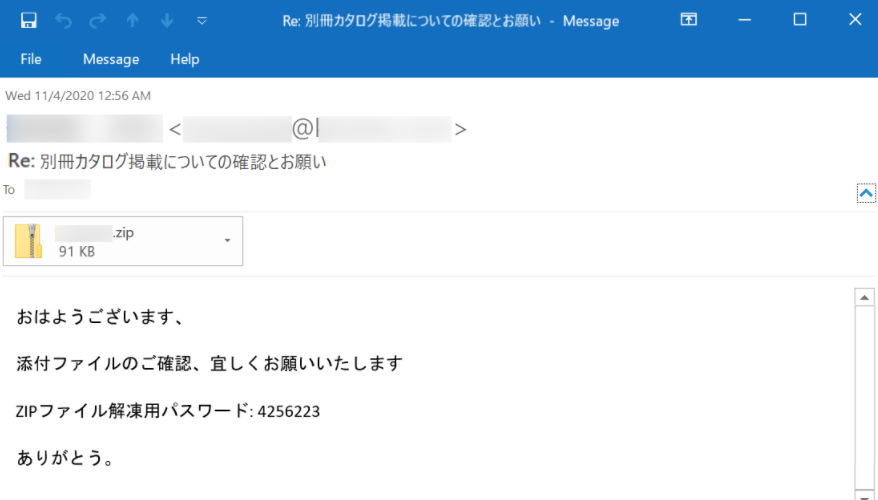 Re: 別冊カタログ掲載についての確認とお願い - Message
File Message Help
Wed 11/4/2020 12:56 AM
< @l >
Re: 別冊カタログ掲載についての確認とお願い
To
.zip
91 KB
おはようございます、
添付ファイルのご確認、宜しくお願いいたします
ZIPファイル解凍用パスワード: 4256223
ありがとう。